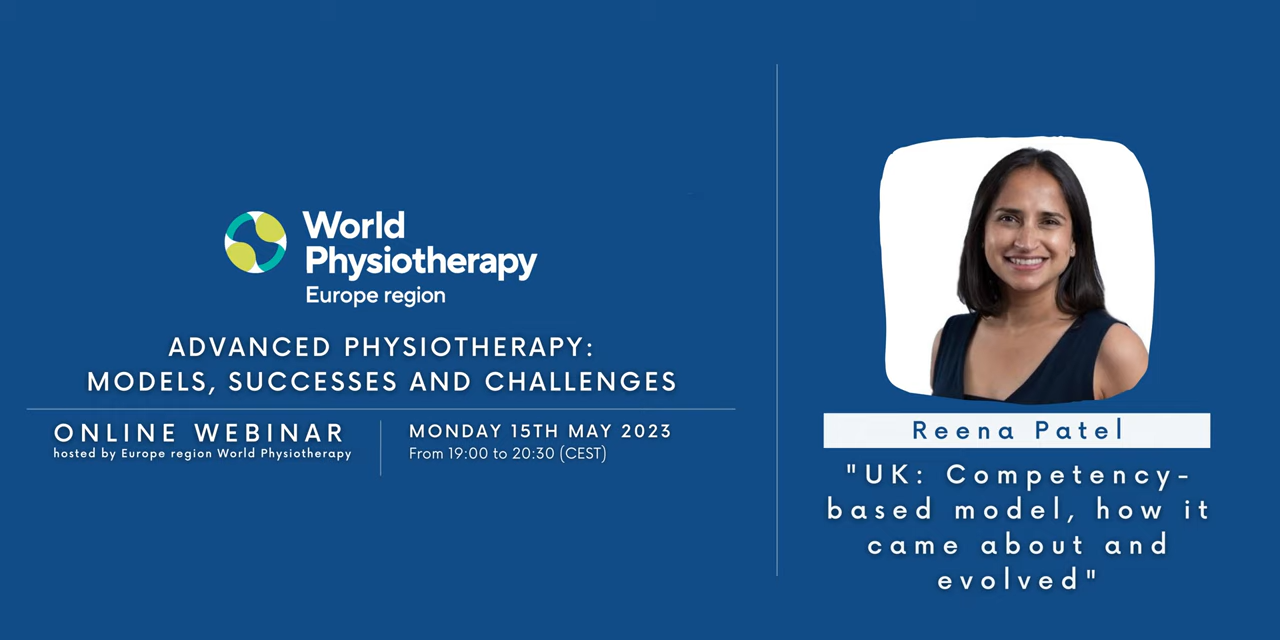 World
Physiotherapy
Europe region
ADVANCED PHYSIOTHERAPY:
MODELS, SUCCESSES AND CHALLENGES
ONLINE WEBINAR
hosted by Europe region World Physiotherapy
MONDAY 15TH MAY 2023
From 19:00 to 20:30 (CEST)
Reena Patel
"UK: Competency-
based model, how it
came about and
evolved"